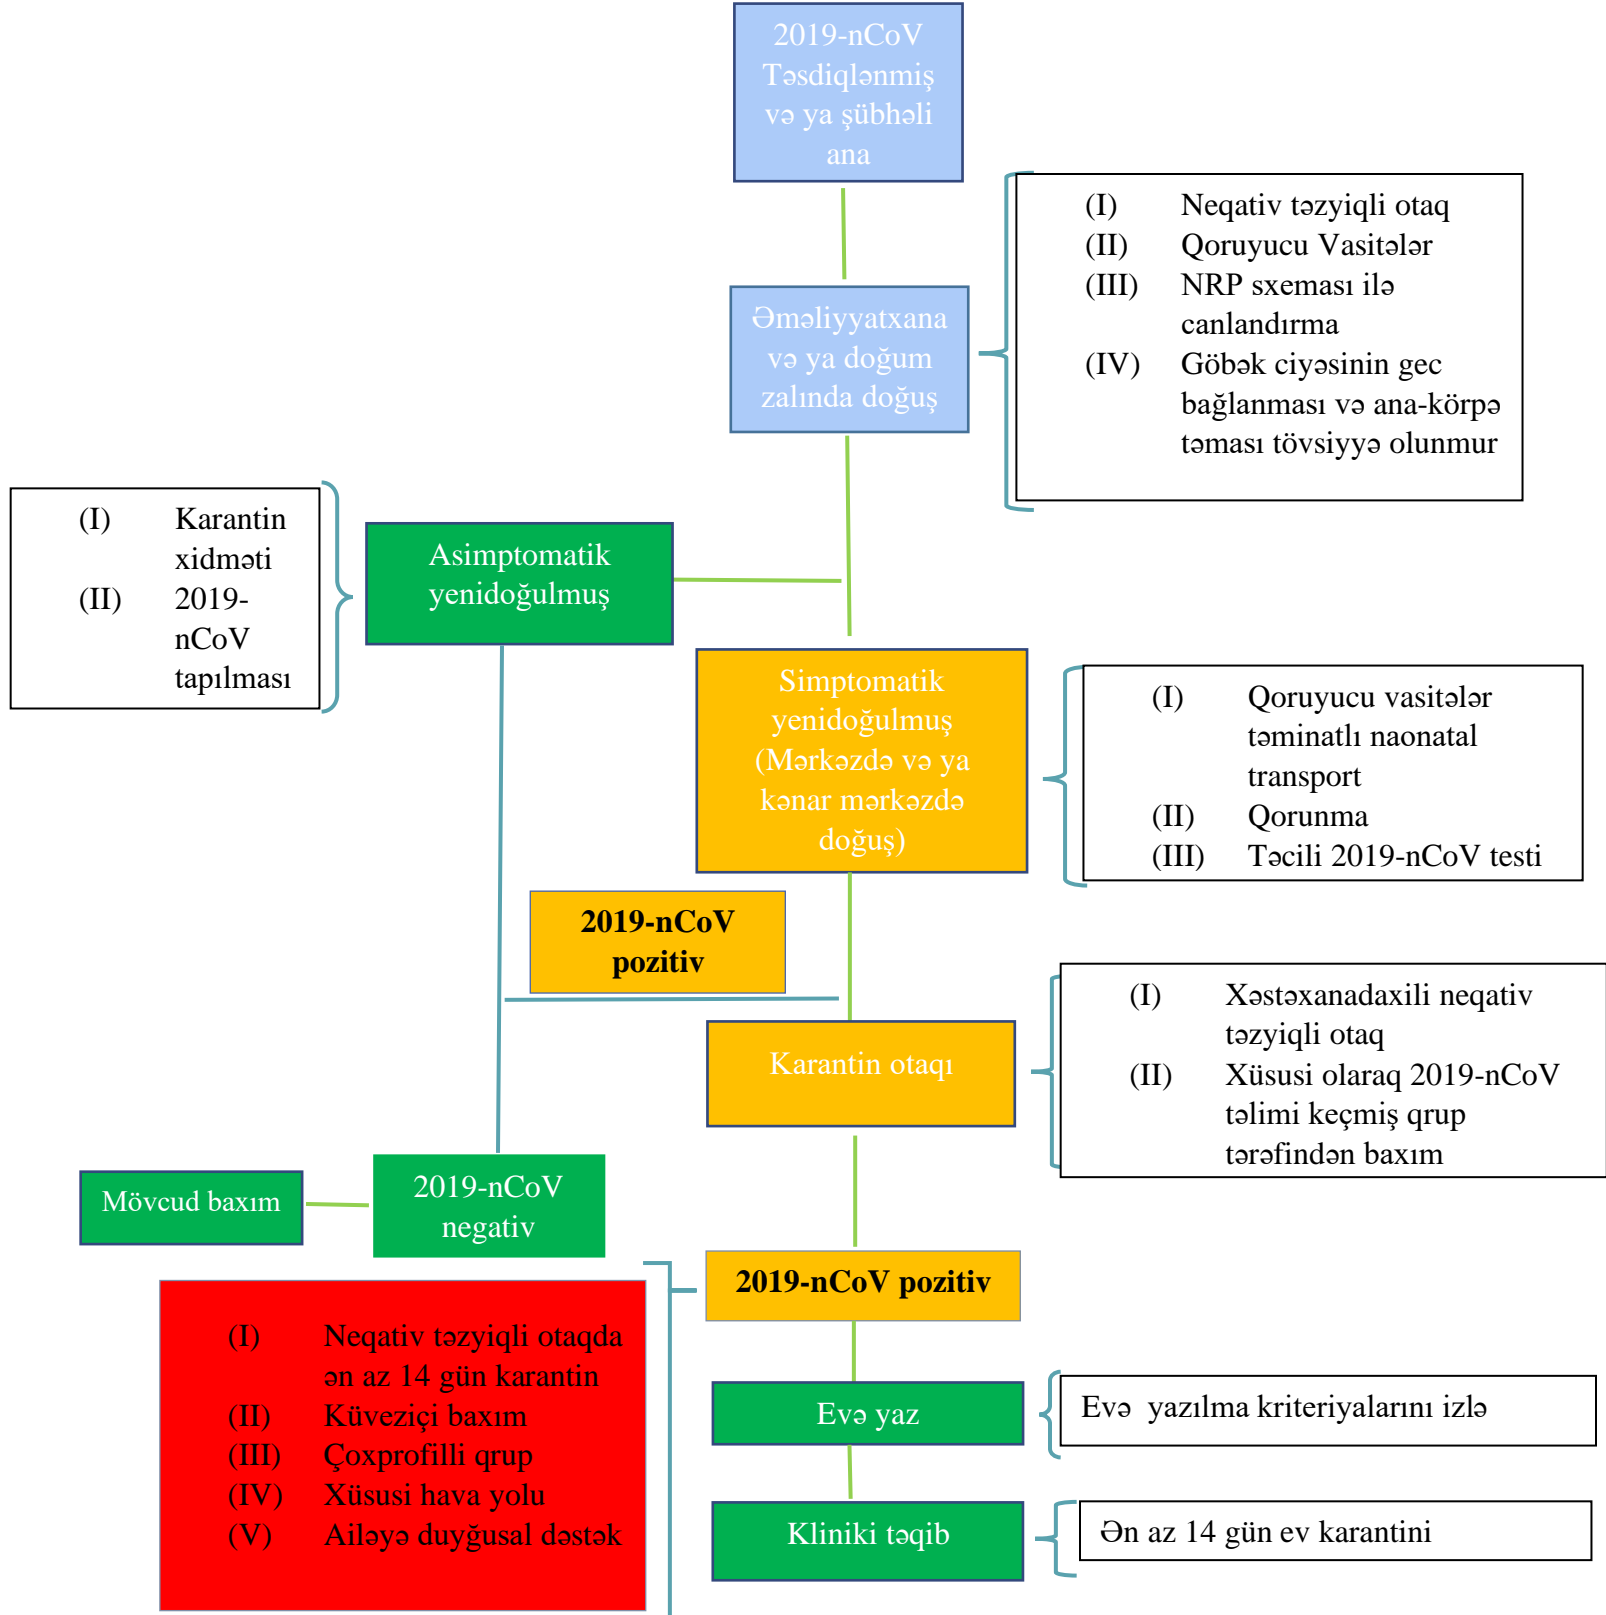 2019-nCoV
Təsdiqlənmiş
və ya şübhəli
ana
(I) Neqativ təzyiqli otaq
(II) Qoruyucu Vasitələr
(III) NRP sxeması ilə
canlandırma
(IV) Göbək ciyəsinin gec
bağlanması və ana-körpə
təması tövsiyyə olunmur
Əməliyyatxana
və ya doğum
zalında doğuş
(I) Karantin
xidməti
(II) 2019-
nCoV
tapılması
Asimptomatik
yenidoğulmuş
Simptomatik
yenidoğulmuş
(Mərkəzdə və ya
kənar mərkəzdə
doğuş)
(I) Qoruyucu vasitələr
təminatlı naonatal
transport
(II) Qorunma
(III) Təcili 2019-nCoV testi
2019-nCoV
pozitiv
Karantin otaqı
(I) Xəstəxanadaxili neqativ
təzyiqli otaq
(II) Xüsusi olaraq 2019-nCoV
təlimi keçmiş qrup
tərəfindən baxım
Mövcud baxım
2019-nCoV
negativ
2019-nCoV pozitiv
(I) Neqativ təzyiqli otaqda
ən az 14 gün karantin
(II) Küveziçi baxım
(III) Çoxprofilli qrup
(IV) Xüsusi hava yolu
(V) Ailəyə duyğusal dəstək
Evə yaz
Evə yazılma kriteriyalarını izlə
Kliniki təqib
Ən az 14 gün ev karantini